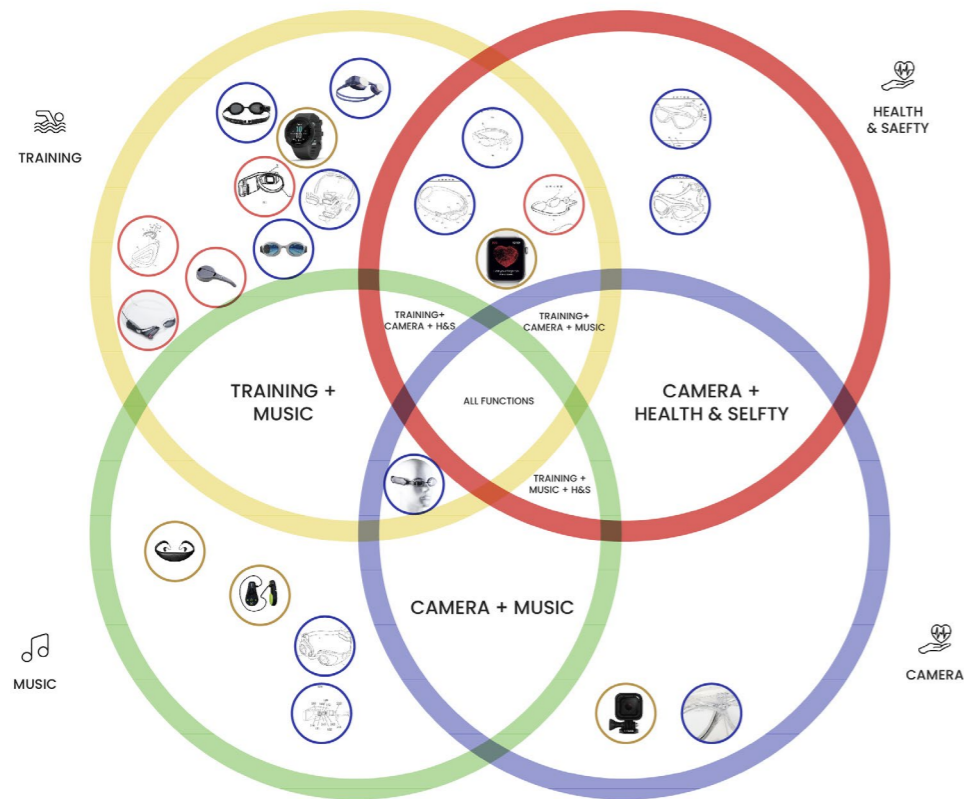 TRAINING
HEALTH
& SAEFTY
TRAINING+
CAMERA + H&S
TRAINING+
CAMERA + MUSIC
TRAINING +
MUSIC
ALL FUNCTIONS
CAMERA +
HEALTH & SELFTY
TRAINING +
MUSIC + H&S
CAMERA + MUSIC
MUSIC
CAMERA